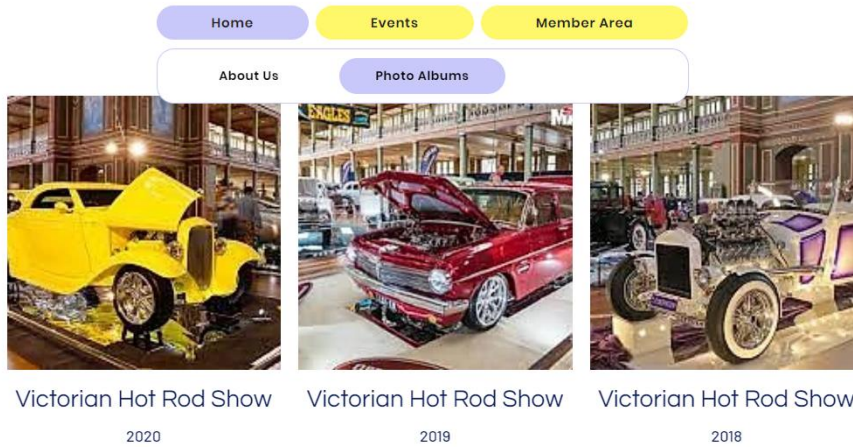 Home Events Member Area
About Us Photo Albums
EAGLES
Victorian Hot Rod Show Victorian Hot Rod Show Victorian Hot Rod Show
2020 2019 2018